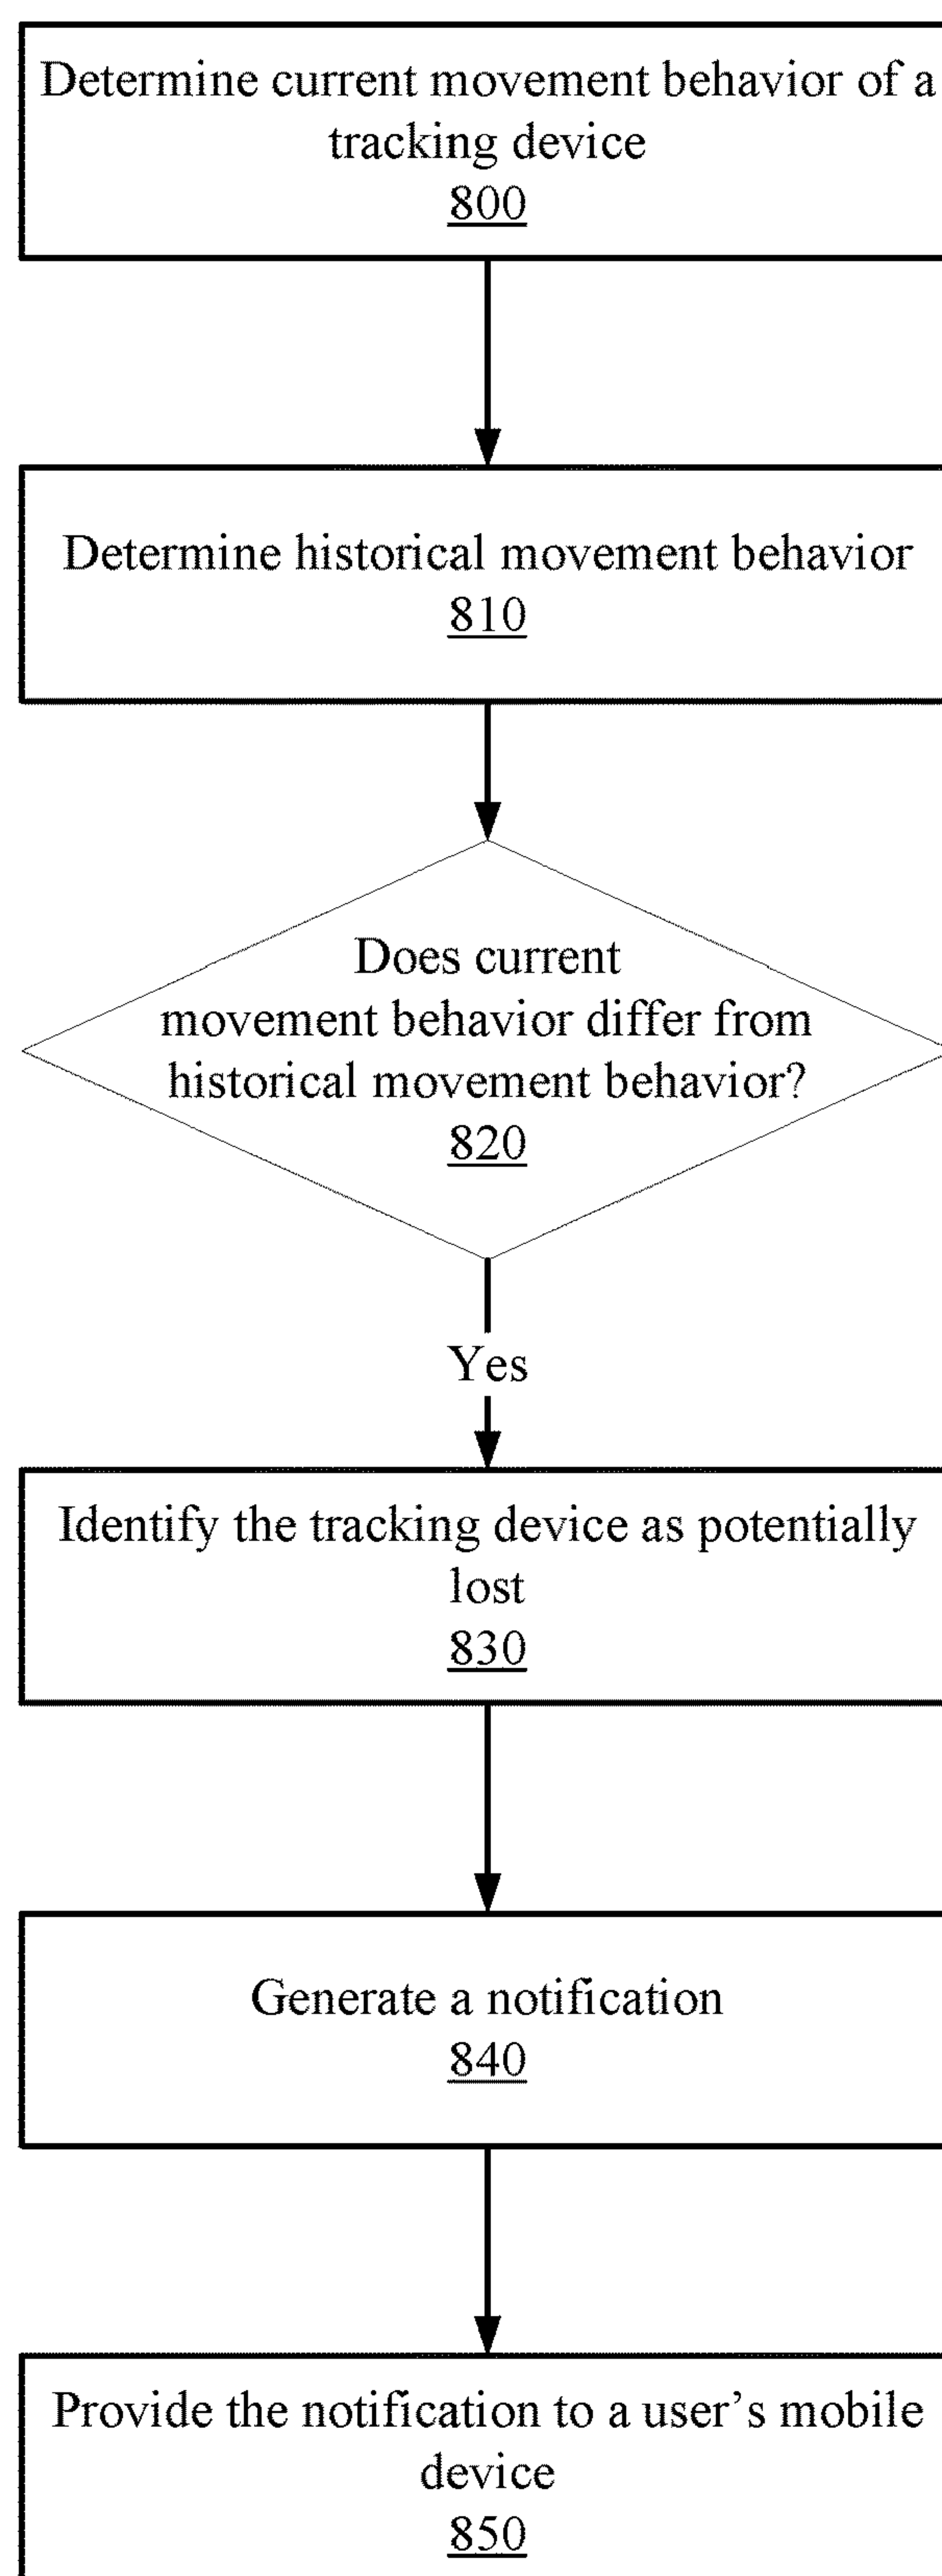 Determine current movement behavior of a
tracking device
800
Determine historical movement behavior
810
Does current
movement behavior differ from
historical movement behavior?
820
Yes
Identify the tracking device as potentially
lost
830
Generate a notification
840
Provide the notification to a user's mobile
device
850